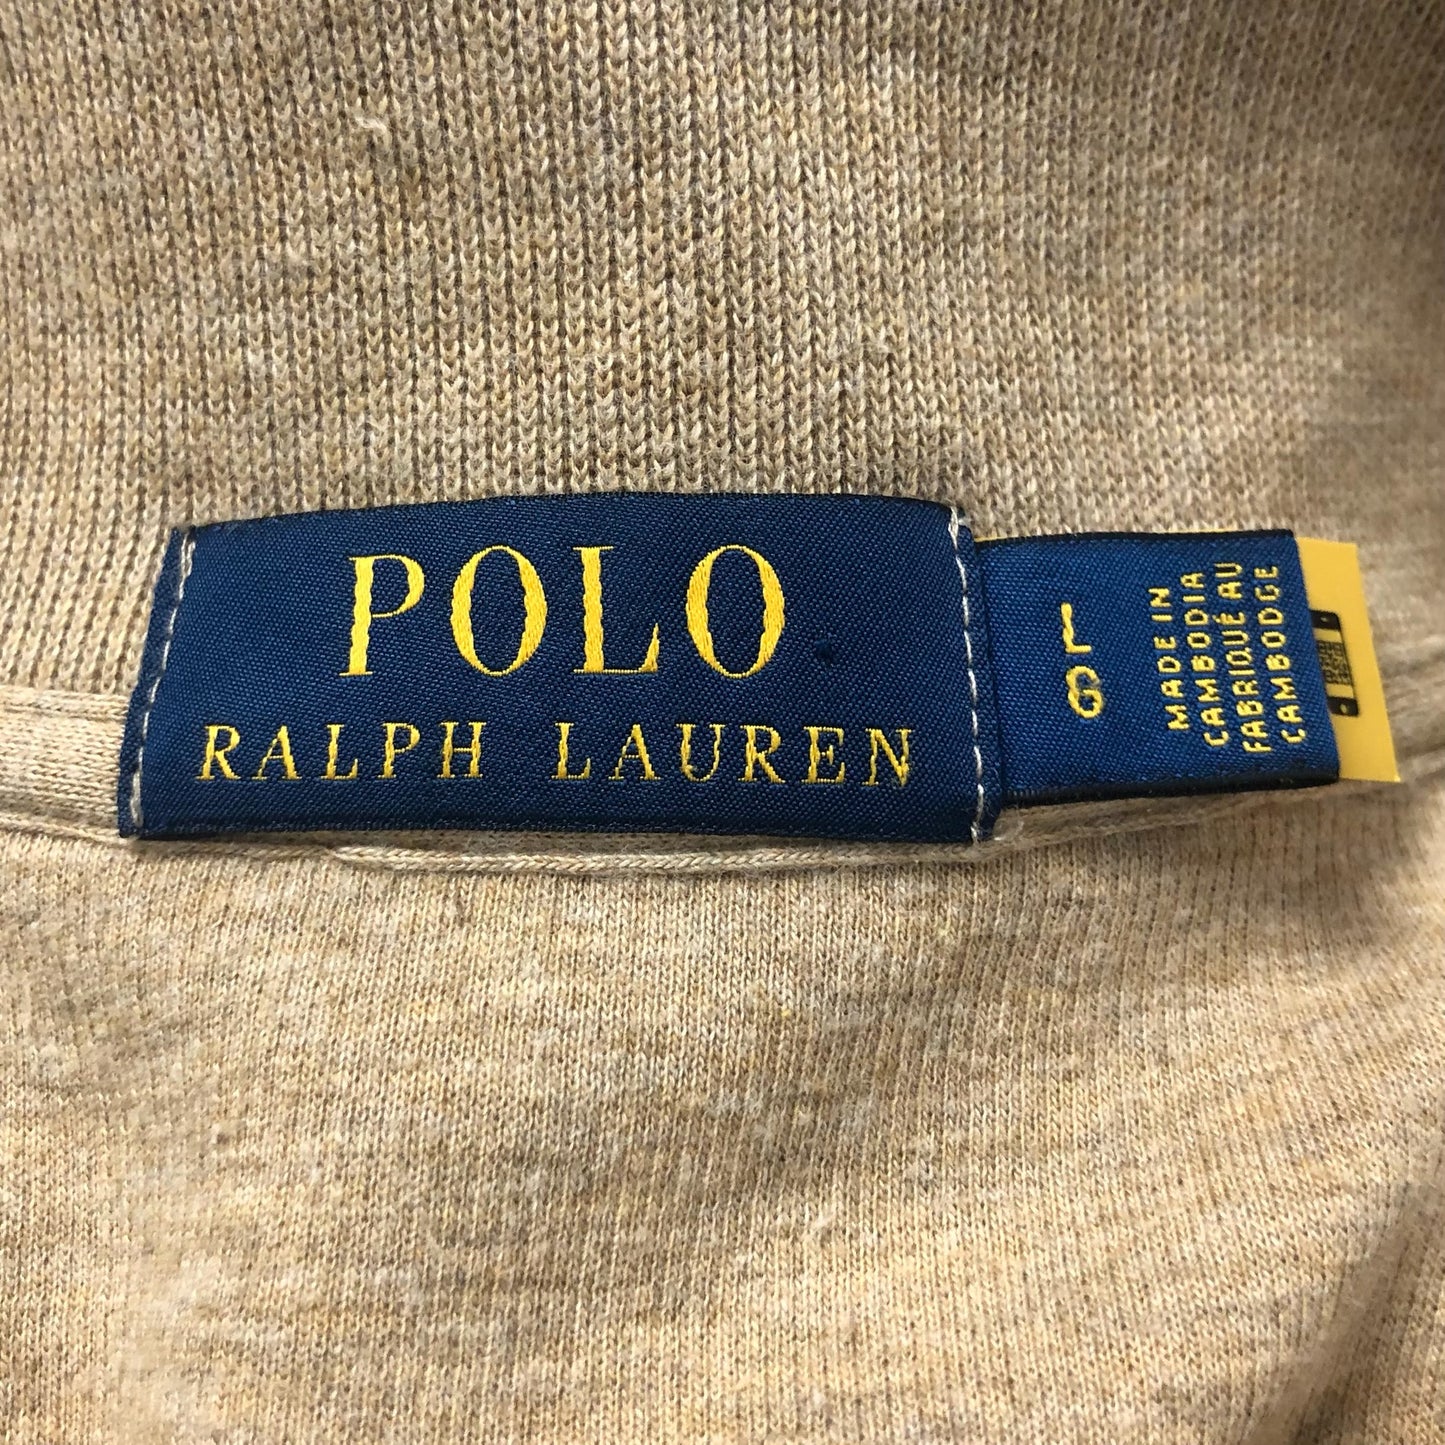 POLO
RALPH LAUREN
L
G
MADE IN
CAMBODIA
FABRIQUÉ AU
CAMBODGE